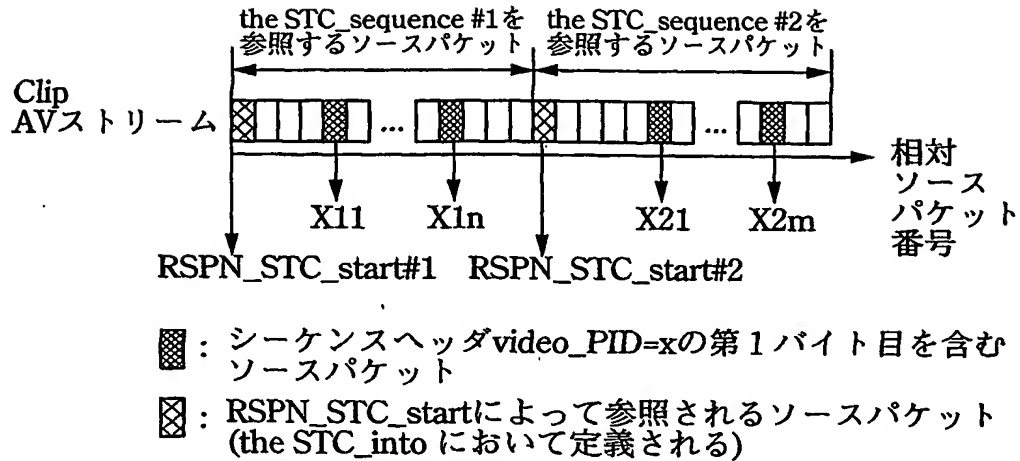 the STC_sequence #1を
参照するソースパケット
the STC_sequence #2を
参照するソースパケット
Clip
AVストリーム
...
...
相対
ソース
パケット
番号
X11
X1n
X21
X2m
RSPN_STC_start#1
RSPN_STC_start#2
: シーケンスヘッダvideo_PID=xの第1バイト目を含む
ソースパケット
: RSPN_STC_startによって参照されるソースパケット
(the STC_into において定義される)